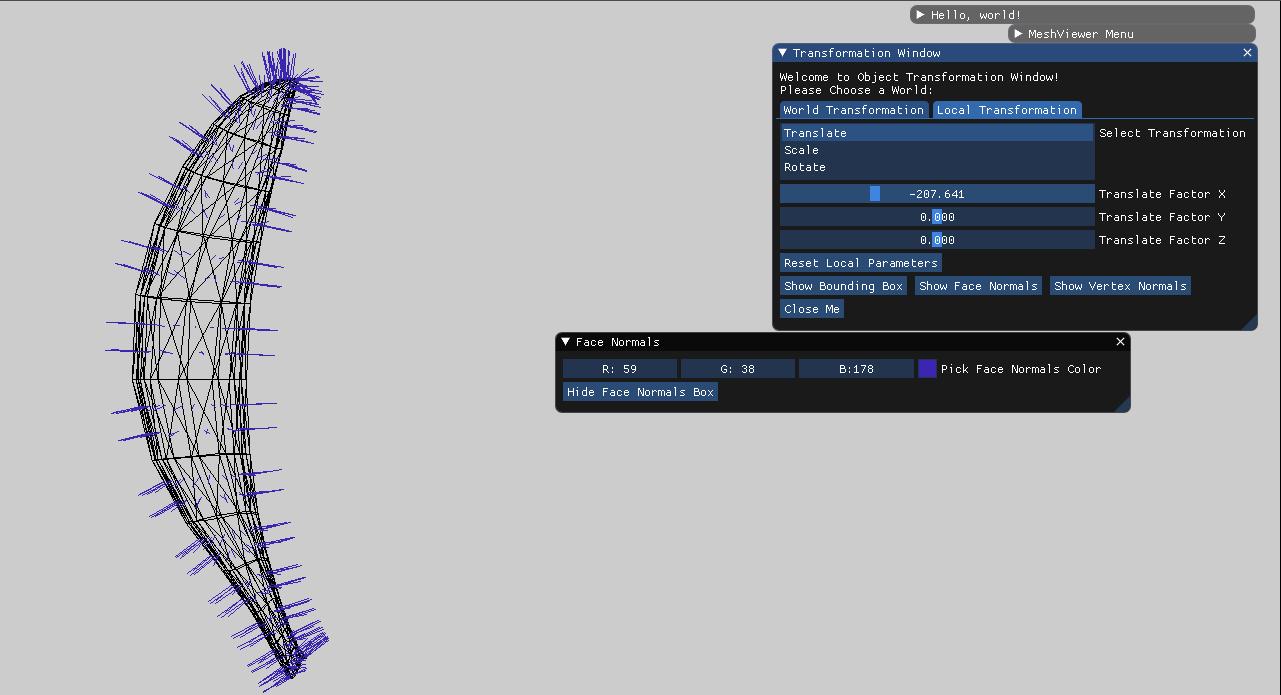 Hello, world!
MeshViewer Menu
Transformation Window
Welcome to Object Transformation Window!
Please Choose a World:
World Transformation Local Transformation
Translate Select Transformation
Scale
Rotate
-207.641 Translate Factor X
0.000 Translate Factor Y
0.000 Translate Factor Z
Reset Local Parameters
Show Bounding Box Show Face Normals Show Vertex Normals
Close Me
Face Normals
R: 59 G: 38 B:178 Pick Face Normals Color
Hide Face Normals Box